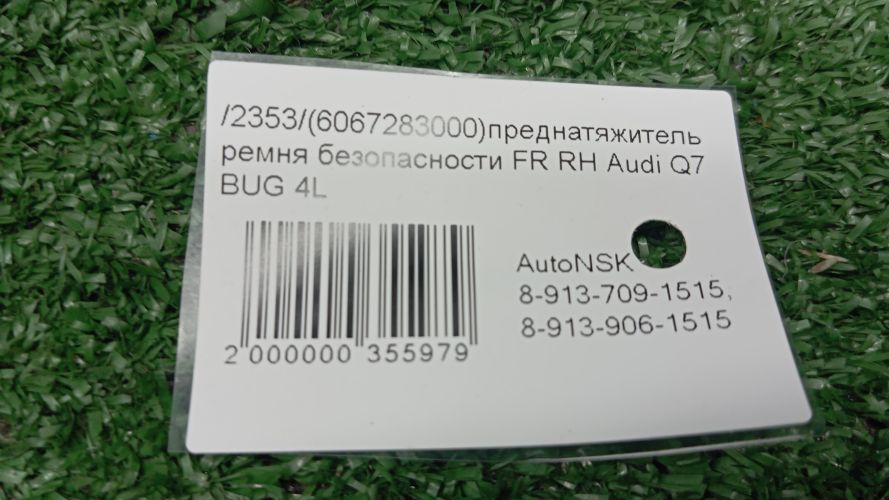 /2353/(6067283000)преднатяжитель
ремня безопасности FR RH Audi Q7
BUG 4L
AutoNSK
8-913-709-1515,
8-913-906-1515
2 000000 355979